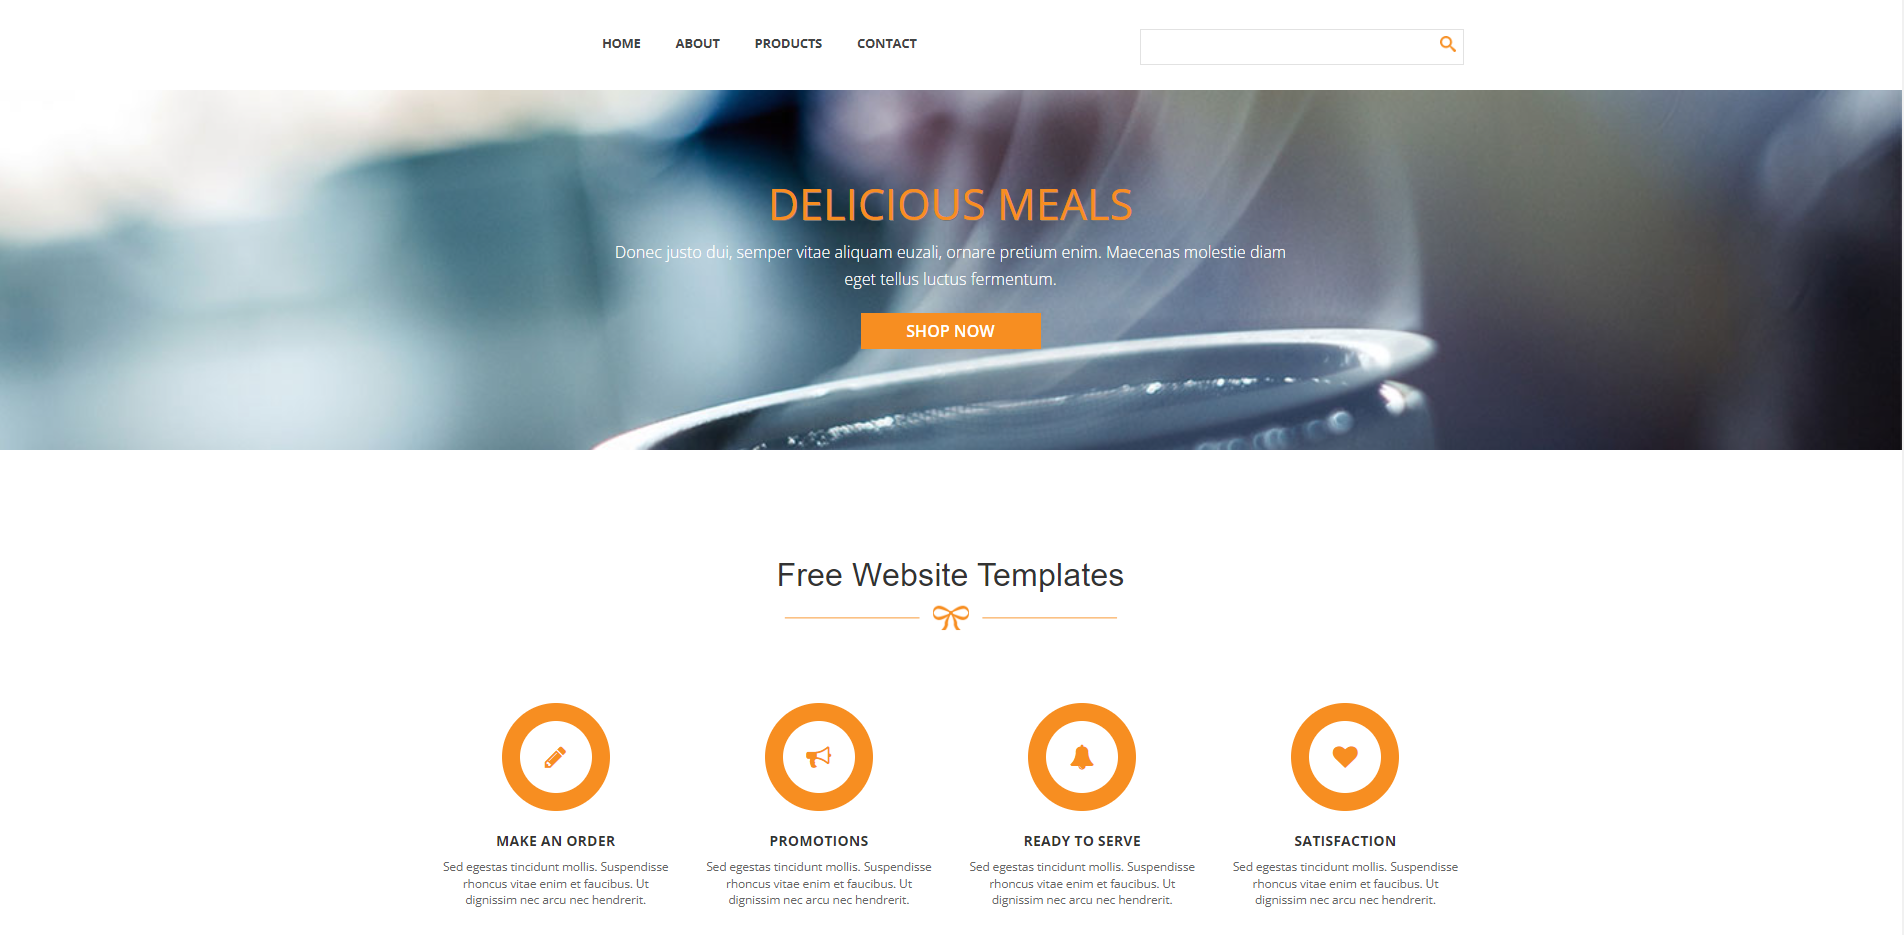 HOME ABOUT PRODUCTS CONTACT
DELICIOUS MEALS
Donec justo dui, semper vitae aliquam euzali, ornare pretium enim. Maecenas molestie diam
eget tellus luctus fermentum.
SHOP NOW
Free Website Templates
MAKE AN ORDER
Sed egestas tincidunt mollis. Suspendisse
rhoncus vitae enim et faucibus. Ut
dignissim nec arcu nec hendrerit.
PROMOTIONS
Sed egestas tincidunt mollis. Suspendisse
rhoncus vitae enim et faucibus. Ut
dignissim nec arcu nec hendrerit.
READY TO SERVE
Sed egestas tincidunt mollis. Suspendisse
rhoncus vitae enim et faucibus. Ut
dignissim nec arcu nec hendrerit.
SATISFACTION
Sed egestas tincidunt mollis. Suspendisse
rhoncus vitae enim et faucibus. Ut
dignissim nec arcu nec hendrerit.